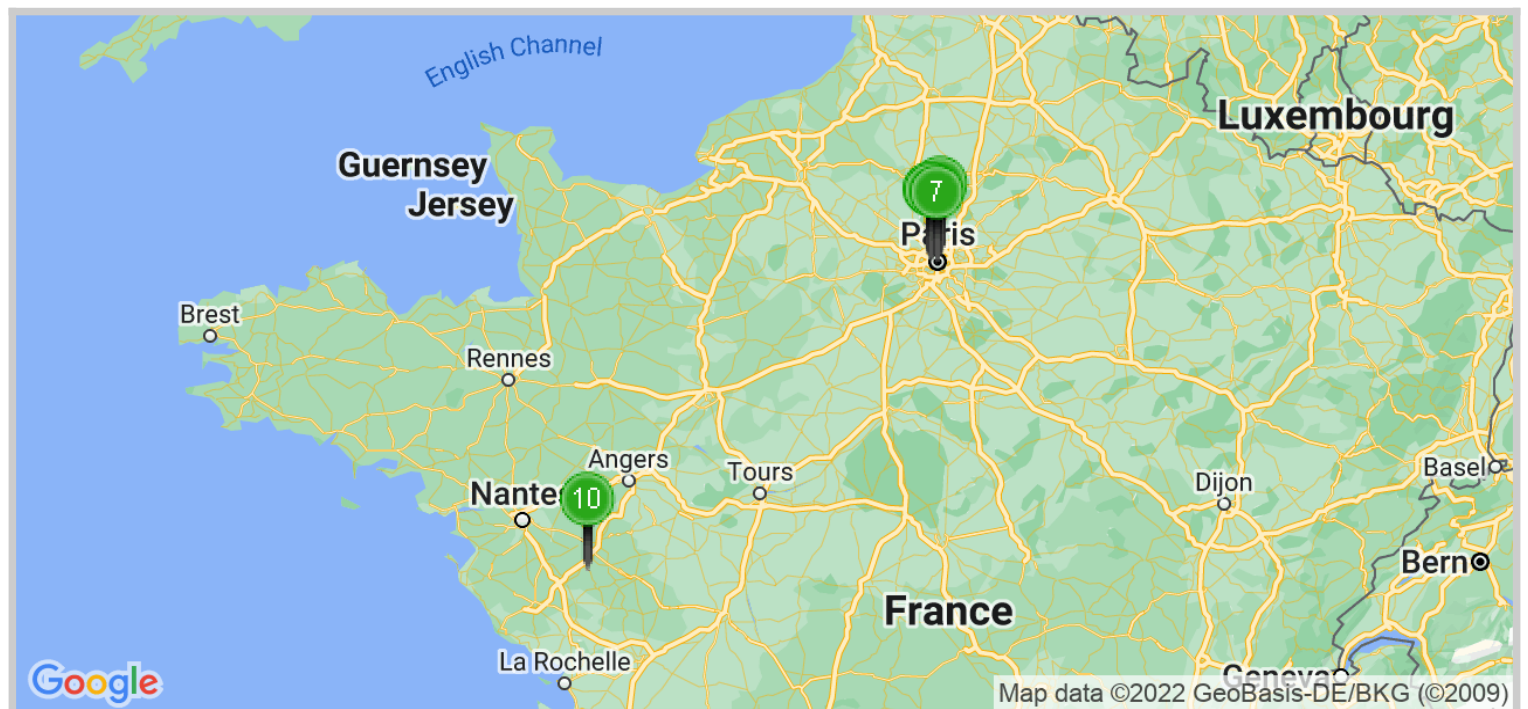 English Channel
Luxembourg
Guernsey
Jersey
7
Paris
Brest
Rennes
Angers
Tours
Basel
Nantes
10
Dijon
Bern
France
La Rochelle
Geneva
Google
Map data ©2022 GeoBasis-DE/BKG (©2009)